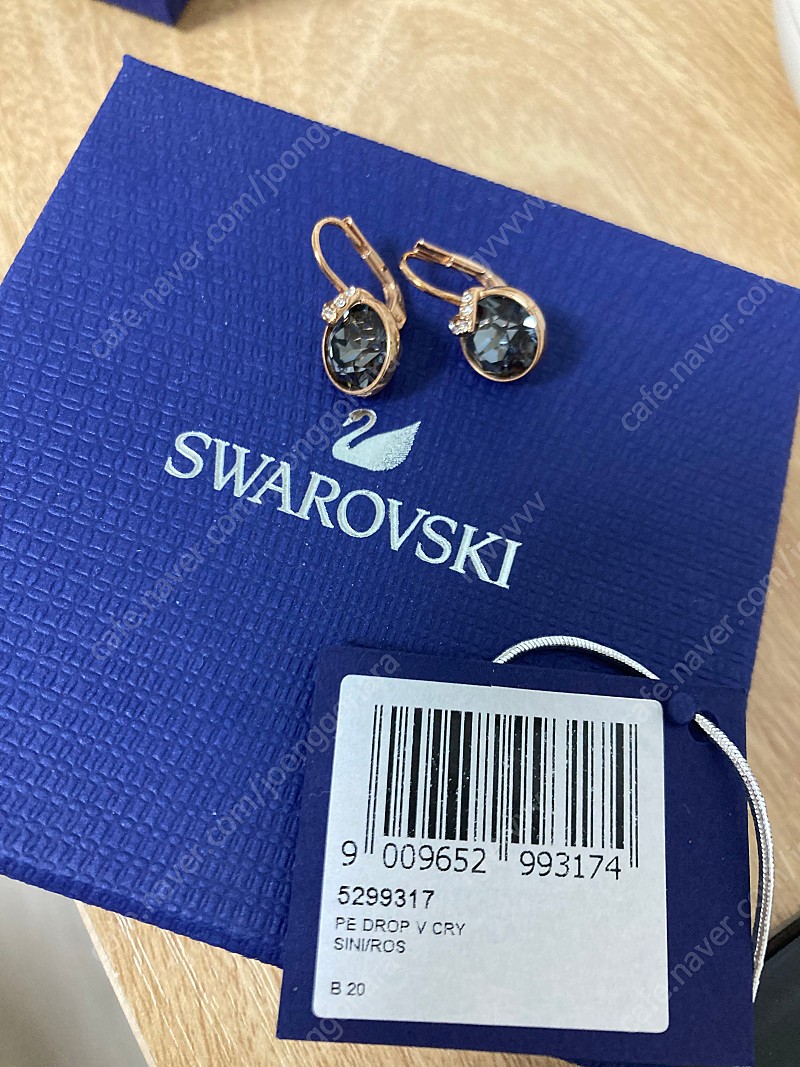 SWAROVSKI
9 009652 993174
5299317
PE DROP V CRY
SINI/ROS
B 20
cafe.naver.com/joonggonara